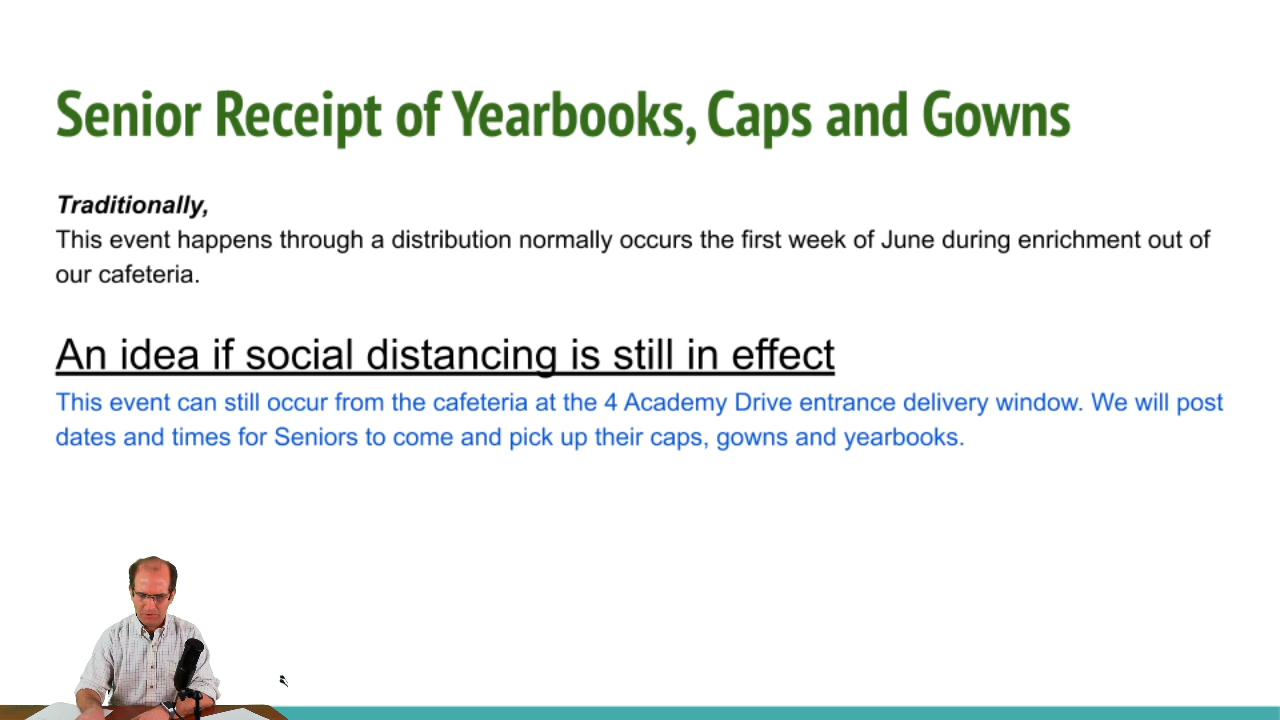 Senior Receipt of Yearbooks, Caps and Gowns
Traditionally,
This event happens through a distribution normally occurs the first week of June during enrichment out of
our cafeteria.
An idea if social distancing is still in effect
This event can still occur from the cafeteria at the 4 Academy Drive entrance delivery window. We will post
dates and times for Seniors to come and pick up their caps, gowns and yearbooks.